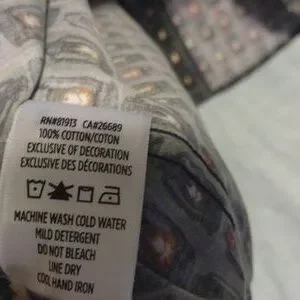 RN#81913 CA#26689
100% COTTON/COTON
EXCLUSIVE OF DECORATION
EXCLUSIVE DES DÉCORATIONS
MACHINE WASH COLD WATER
MILD DETERGENT
DO NOT BLEACH
LINE DRY
COOL HAND IRON